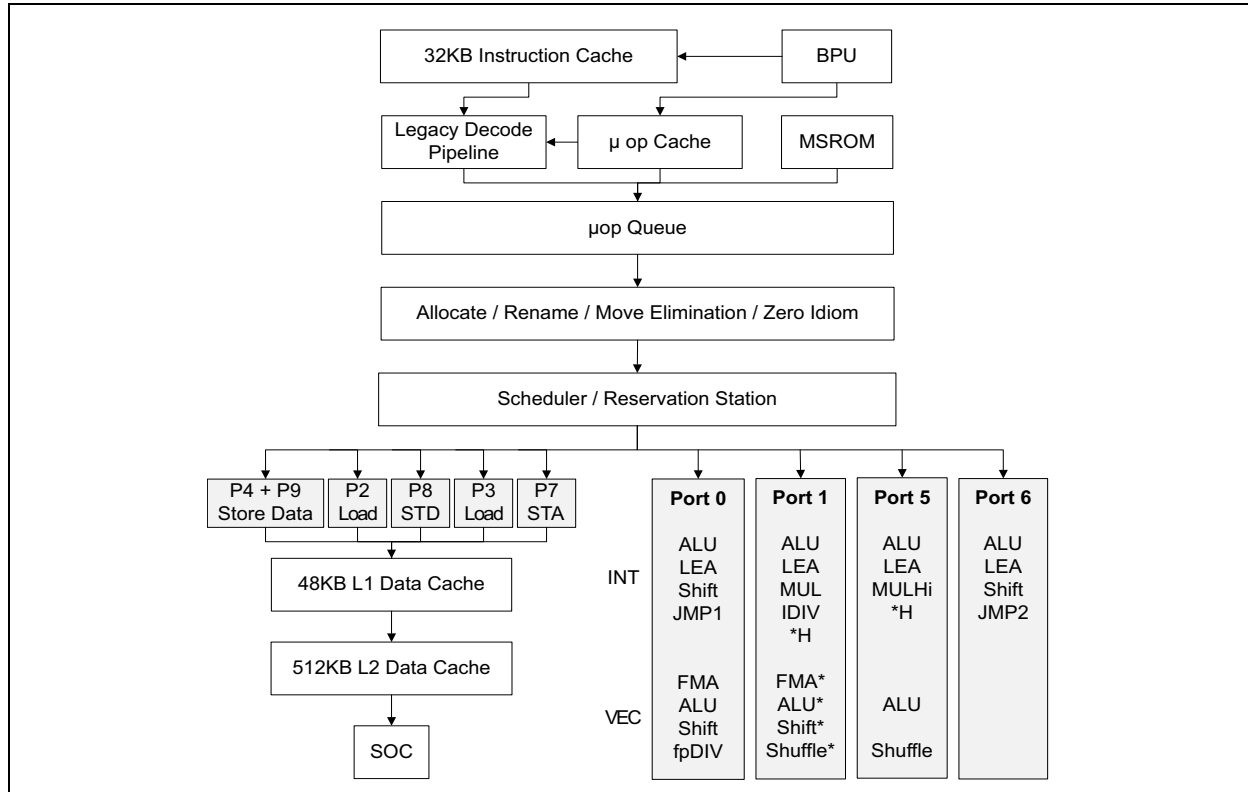 32KB Instruction Cache
BPU
Legacy Decode
Pipeline
μ op Cache
MSROM
μop Queue
Allocate / Rename / Move Elimination / Zero Idiom
Scheduler / Reservation Station
P4 + P9
Store Data
P2
Load
P8
STD
P3
Load
P7
STA
48KB L1 Data Cache
512KB L2 Data Cache
SOC
INT
VEC
Port 0
ALU
LEA
Shift
JMP1
FMA
ALU
Shift
fpDIV
Port 1
ALU
LEA
MUL
IDIV
*H
FMA*
ALU*
Shift*
Shuffle*
Port 5
ALU
LEA
MULHi
*H
ALU
Shuffle
Port 6
ALU
LEA
Shift
JMP2